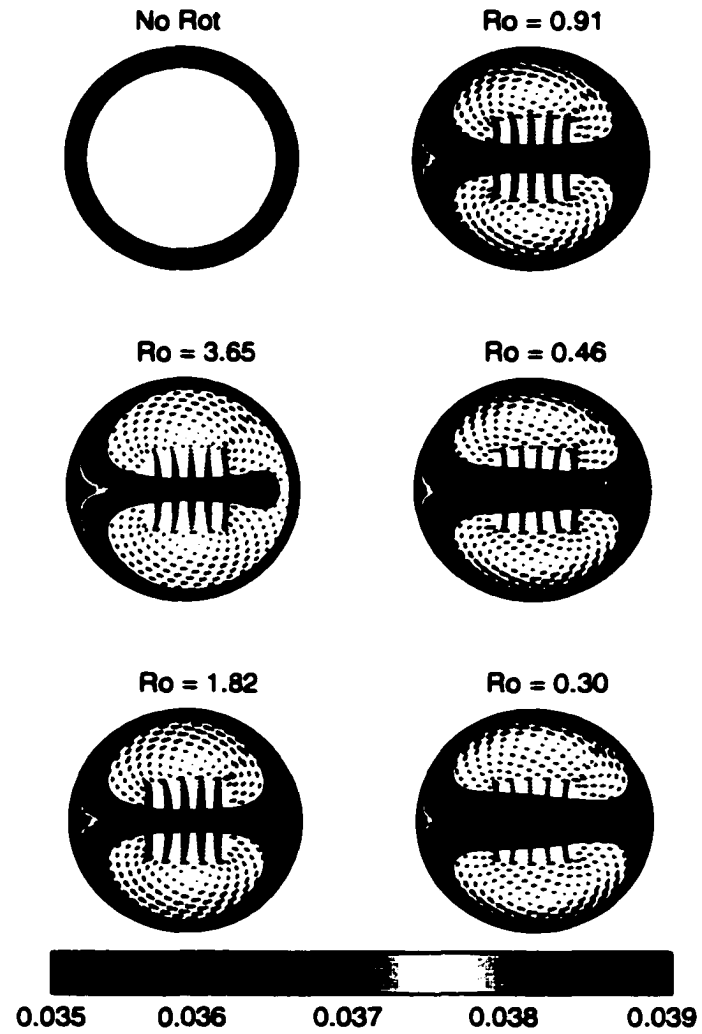 No Rot
Ro = 0.91
Ro = 3.65
Ro = 0.46
Ro = 1.82
Ro = 0.30
0.035 0.036 0.037 0.038 0.039